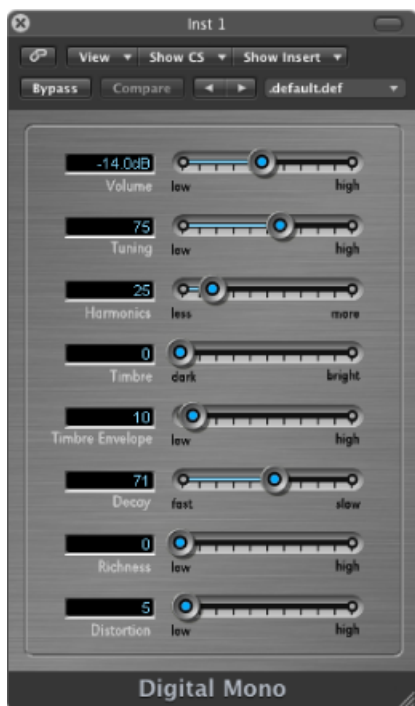 Inst 1
View Show CS Show Insert
Bypass Compare .default.def
-14.0dB
Volume low high
75
Tuning low high
25
Harmonics less more
0
Timbre dark bright
10
Timbre Envelope low high
71
Decay fast slow
0
Richness low high
5
Distortion low high
Digital Mono